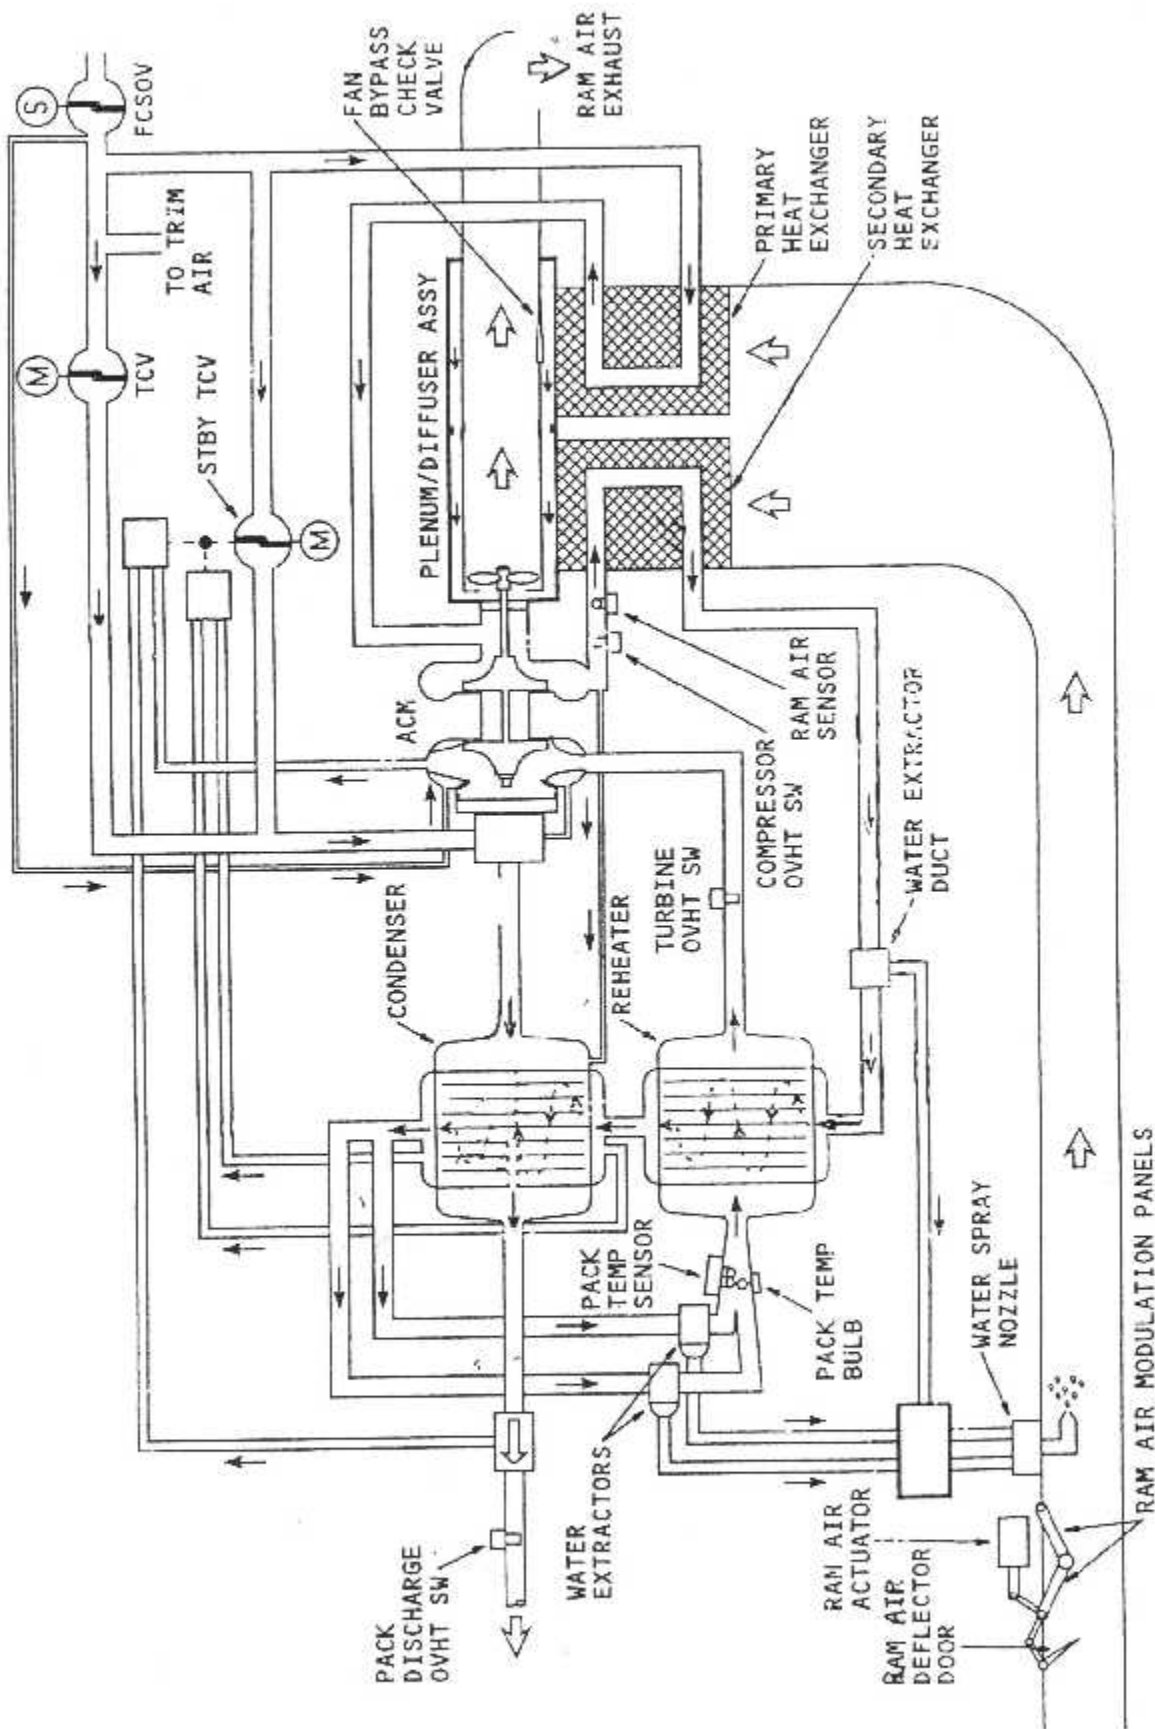 S
FCSOV
M
TCV
TO TRIM
AIR
STBY TCV
M
FAN
BYPASS
CHECK
VALVE
RAM AIR
EXHAUST
PLENUM/DIFFUSER ASSY
PRIMARY
HEAT
EXCHANGER
SECONDARY
HEAT
EXCHANGER
ACM
RAM AIR
SENSOR
COMPRESSOR
OVHT SW
WATER EXTRACTOR
DUCT
CONDENSER
REHEATER
TURBINE
OVHT SW
PACK
TEMP
SENSOR
PACK TEMP
BULB
WATER SPRAY
NOZZLE
PACK
DISCHARGE
OVHT SW
WATER
EXTRACTORS
RAM AIR
ACTUATOR
RAM AIR
DEFLECTOR
DOOR
RAM AIR MODULATION PANELS